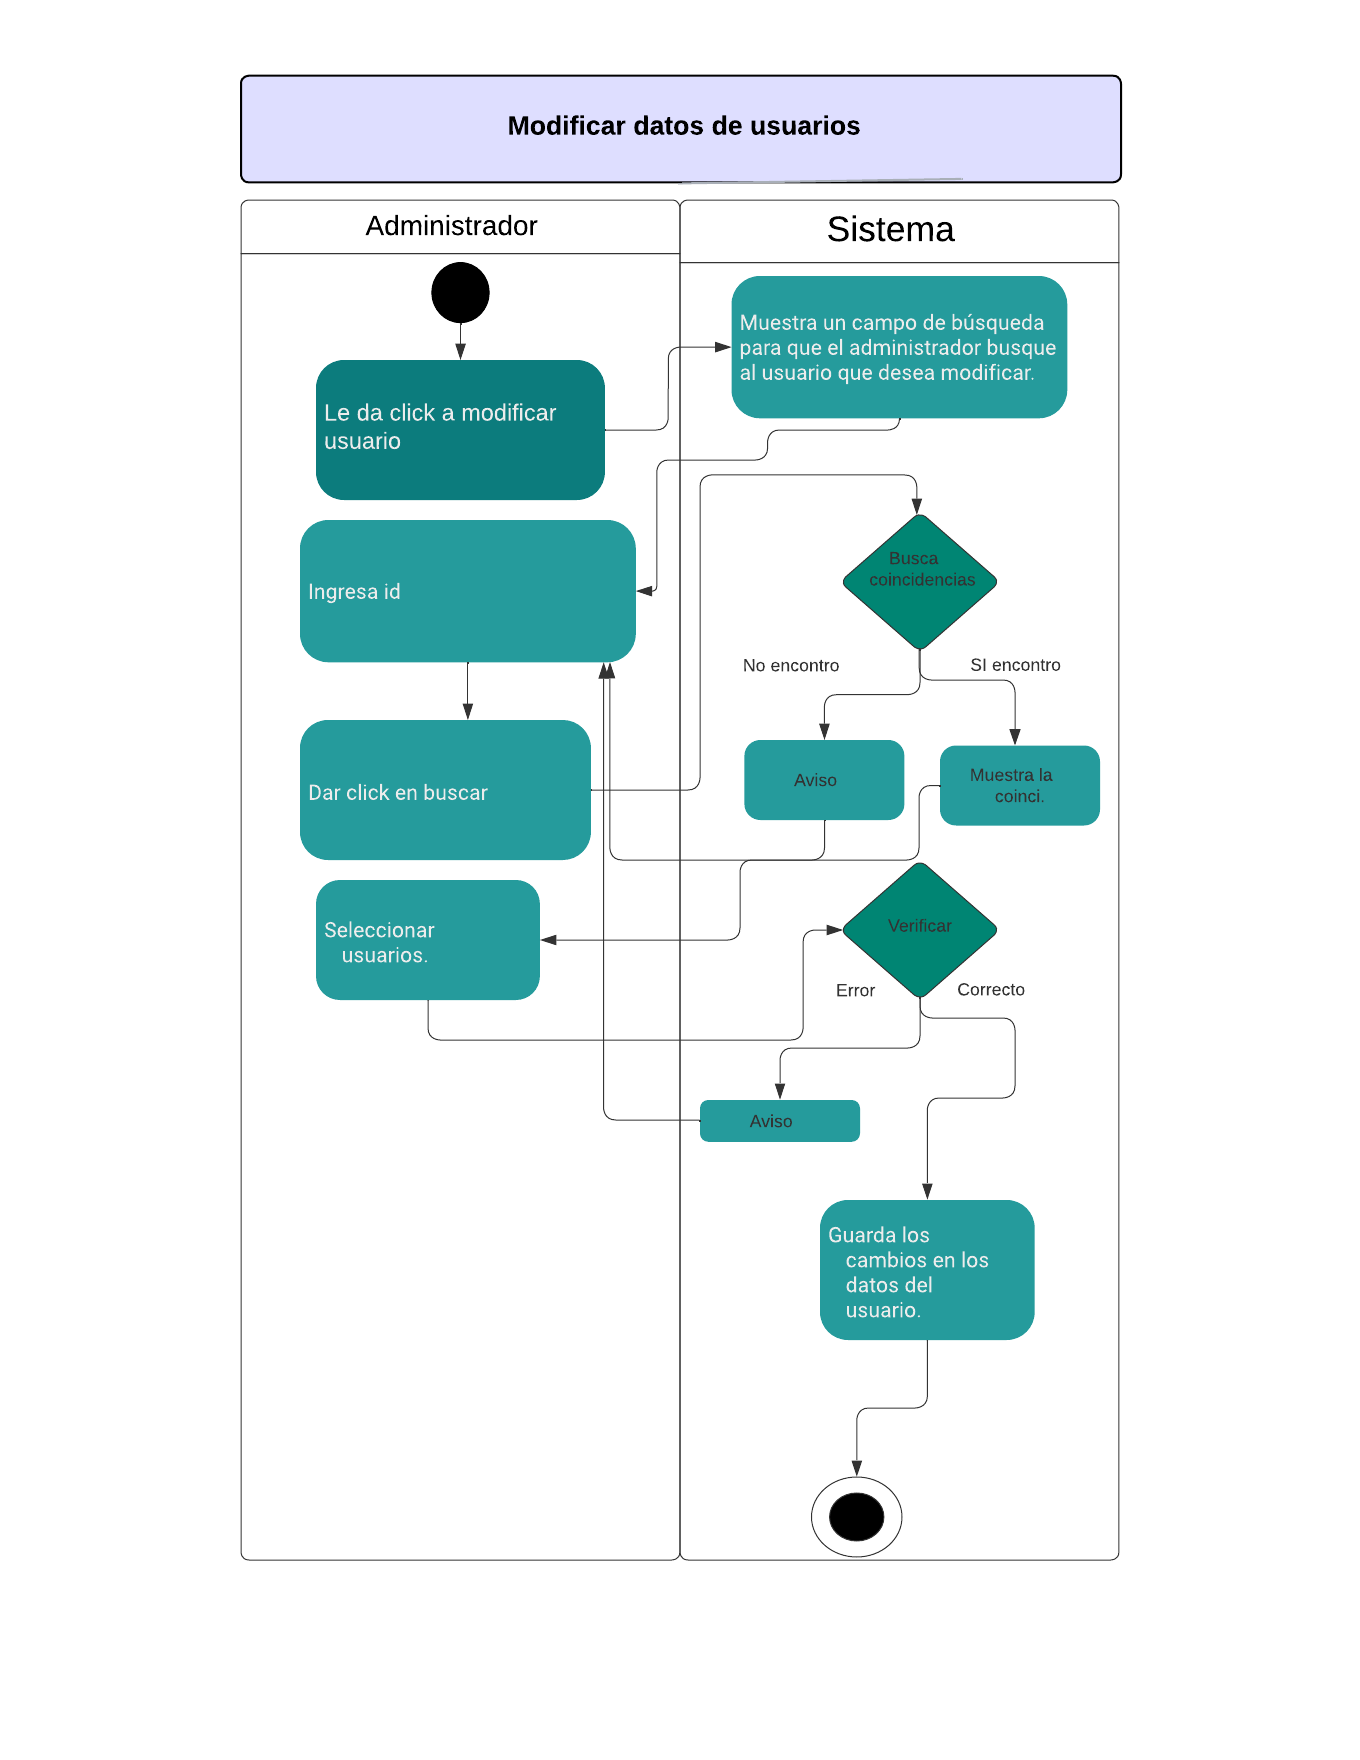 Modificar datos de usuarios
Administrador
Sistema
Muestra un campo de búsqueda
para que el administrador busque
al usuario que desea modificar.
Le da click a modificar
usuario
Busca
coincidencias
Ingresa id
No encontro
SI encontro
Dar click en buscar
Aviso
Muestra la
coinci.
Seleccionar
usuarios.
Verificar
Error
Correcto
Aviso
Guarda los
cambios en los
datos del
usuario.